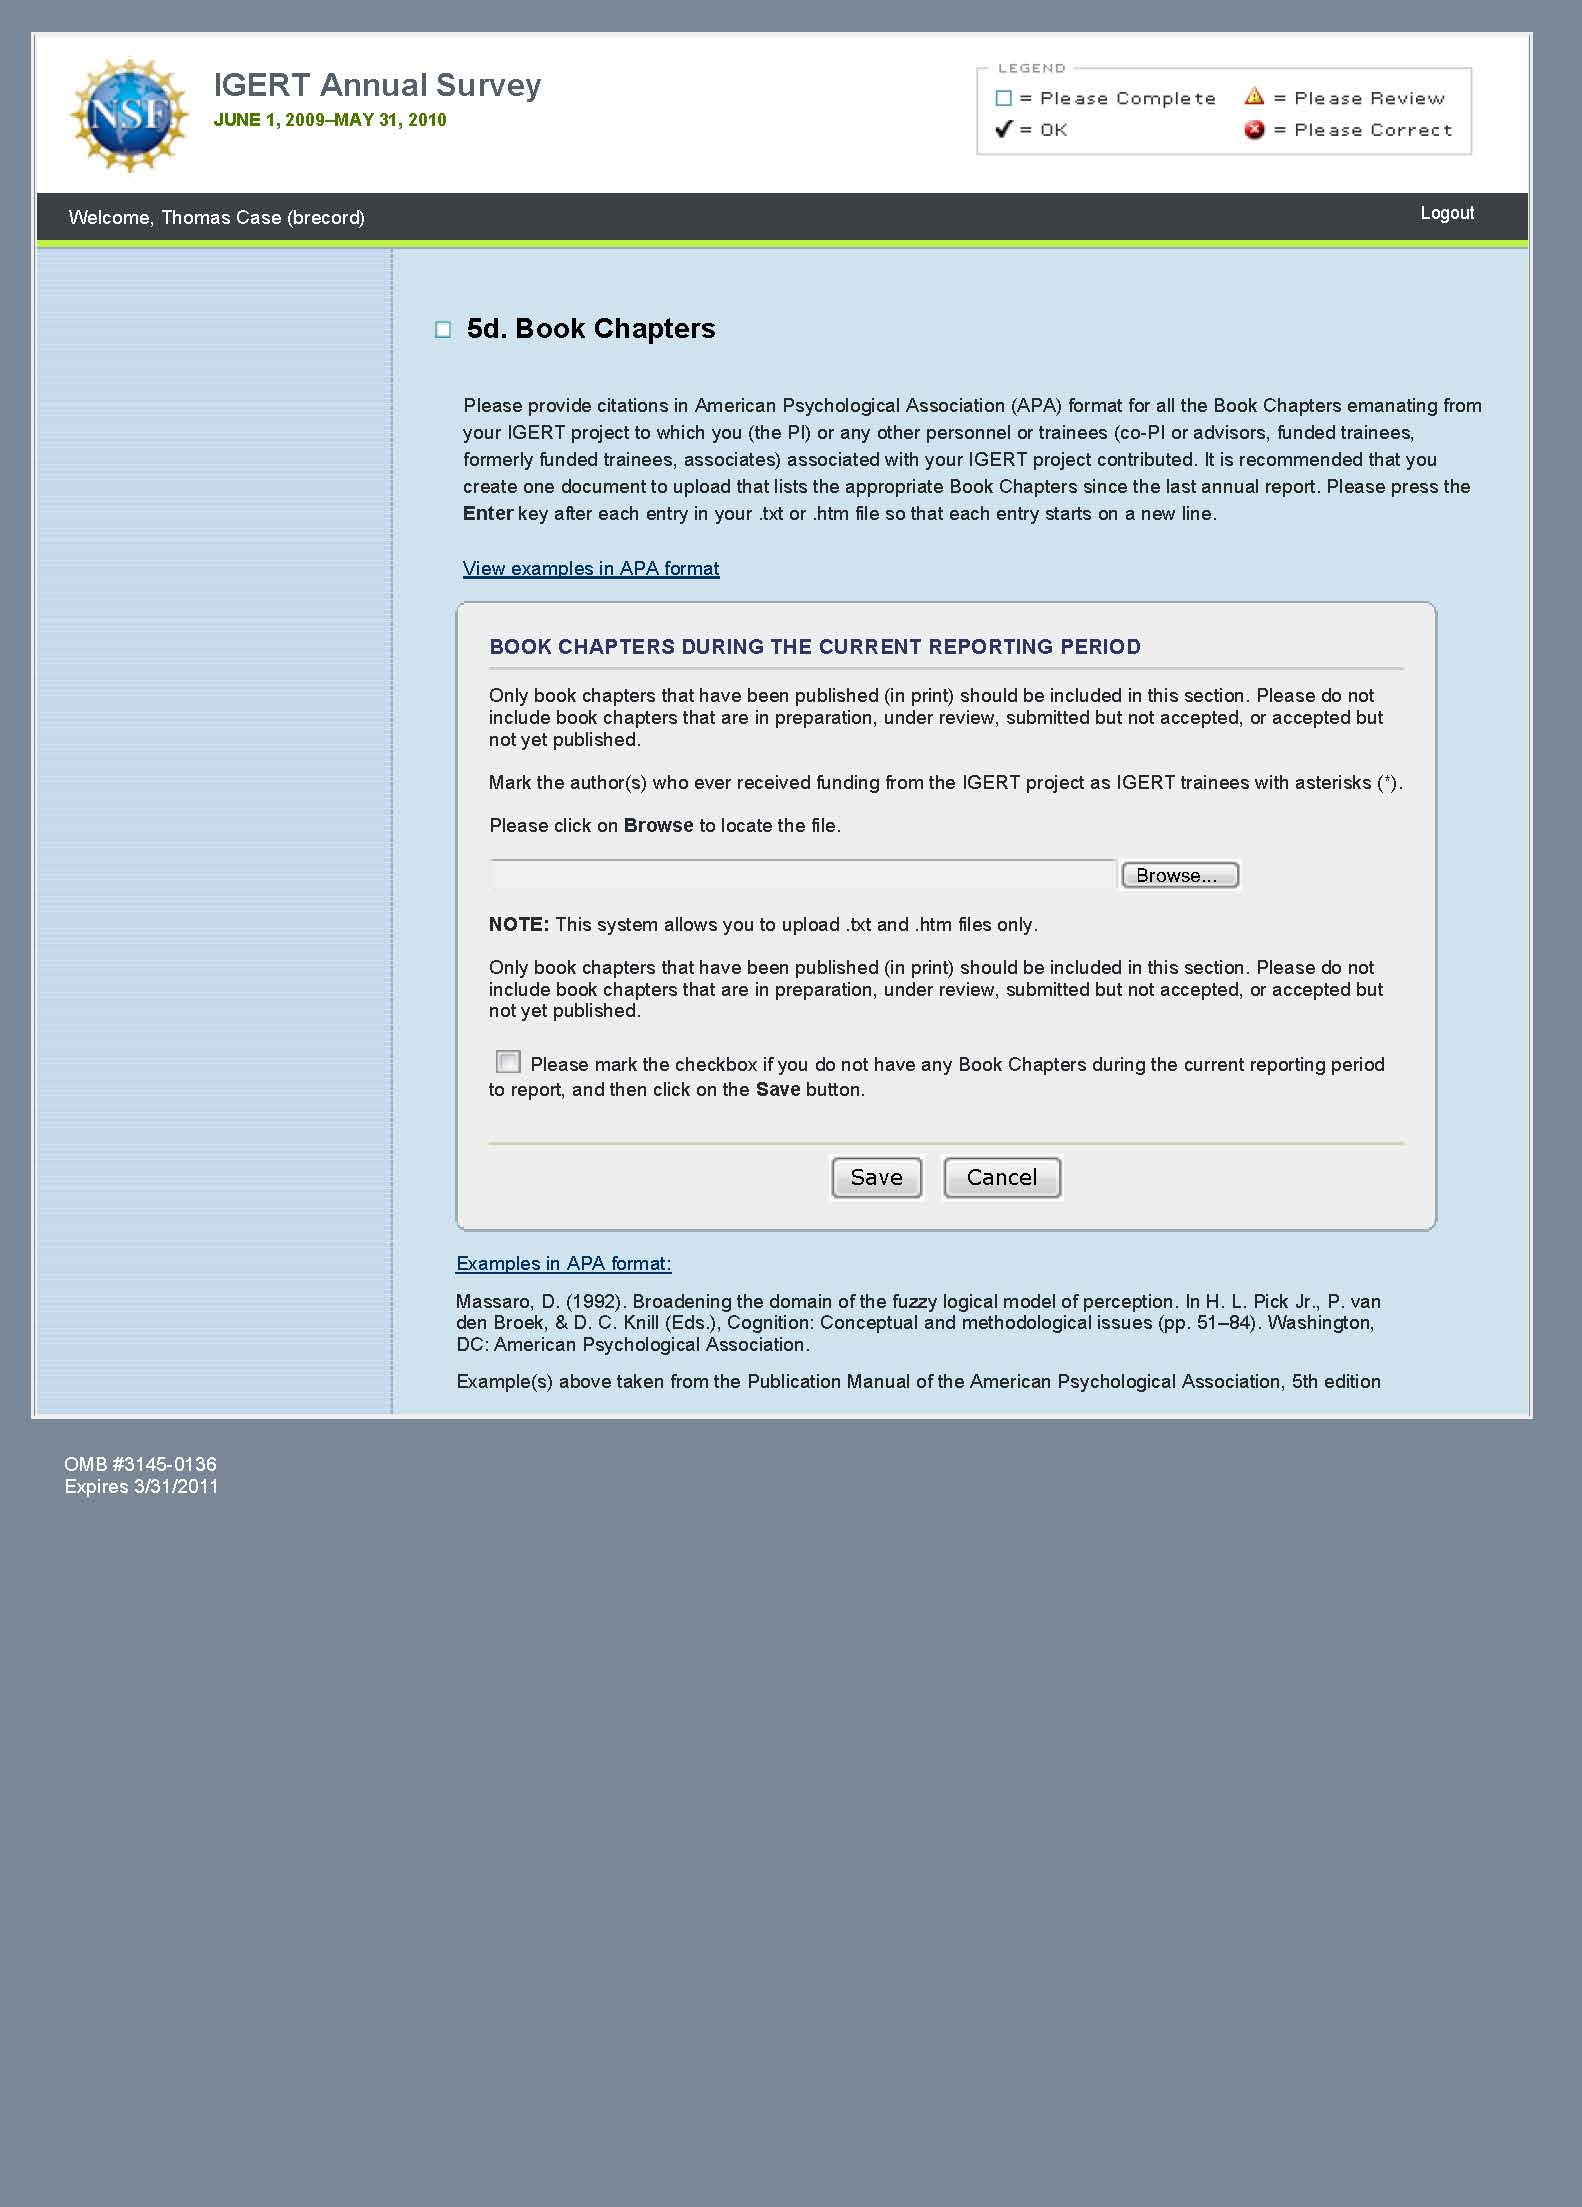 NSF
IGERT Annual Survey
JUNE 1, 2009–MAY 31, 2010
LEGEND
= Please Complete
= Please Review
= OK
= Please Correct
Welcome, Thomas Case (brecord)
Logout
5d. Book Chapters
Please provide citations in American Psychological Association (APA) format for all the Book Chapters emanating from
your IGERT project to which you (the PI) or any other personnel or trainees (co-PI or advisors, funded trainees,
formerly funded trainees, associates) associated with your IGERT project contributed. It is recommended that you
create one document to upload that lists the appropriate Book Chapters since the last annual report. Please press the
Enter key after each entry in your .txt or .htm file so that each entry starts on a new line.
View examples in APA format
BOOK CHAPTERS DURING THE CURRENT REPORTING PERIOD
Only book chapters that have been published (in print) should be included in this section. Please do not
include book chapters that are in preparation, under review, submitted but not accepted, or accepted but
not yet published.
Mark the author(s) who ever received funding from the IGERT project as IGERT trainees with asterisks (*).
Please click on Browse to locate the file.
Browse...
NOTE: This system allows you to upload .txt and .htm files only.
Only book chapters that have been published (in print) should be included in this section. Please do not
include book chapters that are in preparation, under review, submitted but not accepted, or accepted but
not yet published.
Please mark the checkbox if you do not have any Book Chapters during the current reporting period
to report, and then click on the Save button.
Save
Cancel
Examples in APA format:
Massaro, D. (1992). Broadening the domain of the fuzzy logical model of perception. In H. L. Pick Jr., P. van
den Broek, & D. C. Knill (Eds.), Cognition: Conceptual and methodological issues (pp. 51–84). Washington,
DC: American Psychological Association.
Example(s) above taken from the Publication Manual of the American Psychological Association, 5th edition
OMB #3145-0136
Expires 3/31/2011